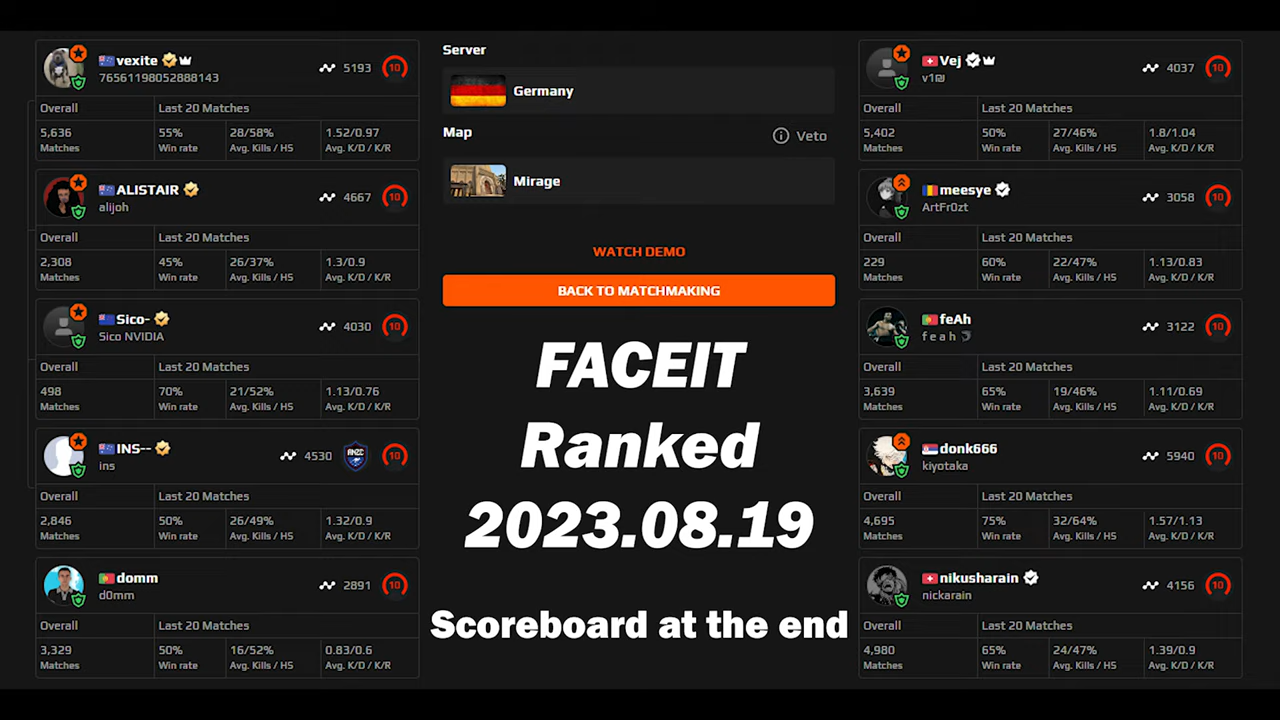 vexite
76561198052888143
5193
10
Overall
Last 20 Matches
5,636
Matches
55%
Win rate
28/58%
Avg. Kills / HS
1.52/0.97
Avg. K/D / K/R
ALISTAIR
alijoh
4667
10
Overall
Last 20 Matches
2,308
Matches
45%
Win rate
26/37%
Avg. Kills / HS
1.3/0.9
Avg. K/D / K/R
Sico-
Sico NVIDIA
4030
10
Overall
Last 20 Matches
498
Matches
70%
Win rate
21/52%
Avg. Kills / HS
1.13/0.76
Avg. K/D / K/R
INS--
ins
4530
ANZC
10
Overall
Last 20 Matches
2,846
Matches
50%
Win rate
26/49%
Avg. Kills / HS
1.32/0.9
Avg. K/D / K/R
domm
d0mm
2891
10
Overall
Last 20 Matches
3,329
Matches
50%
Win rate
16/52%
Avg. Kills / HS
0.83/0.6
Avg. K/D / K/R
Server
Germany
Map
Veto
Mirage
WATCH DEMO
BACK TO MATCHMAKING
FACEIT
Ranked
2023.08.19
Scoreboard at the end
Vej
4037
10
Overall
Last 20 Matches
5,402
Matches
50%
Win rate
27/46%
Avg. Kills / HS
1.8/1.04
Avg. K/D / K/R
meesye
ArtFr0zt
3058
10
Overall
Last 20 Matches
229
Matches
60%
Win rate
22/47%
Avg. Kills / HS
1.13/0.83
Avg. K/D / K/R
feAh
f e a h
3122
10
Overall
Last 20 Matches
3,639
Matches
65%
Win rate
19/46%
Avg. Kills / HS
1.11/0.69
Avg. K/D / K/R
donk666
kiyotaka
5940
10
Overall
Last 20 Matches
4,695
Matches
75%
Win rate
32/64%
Avg. Kills / HS
1.57/1.13
Avg. K/D / K/R
nikusharain
nickarain
4156
10
Overall
Last 20 Matches
4,980
Matches
65%
Win rate
24/47%
Avg. Kills / HS
1.39/0.9
Avg. K/D / K/R